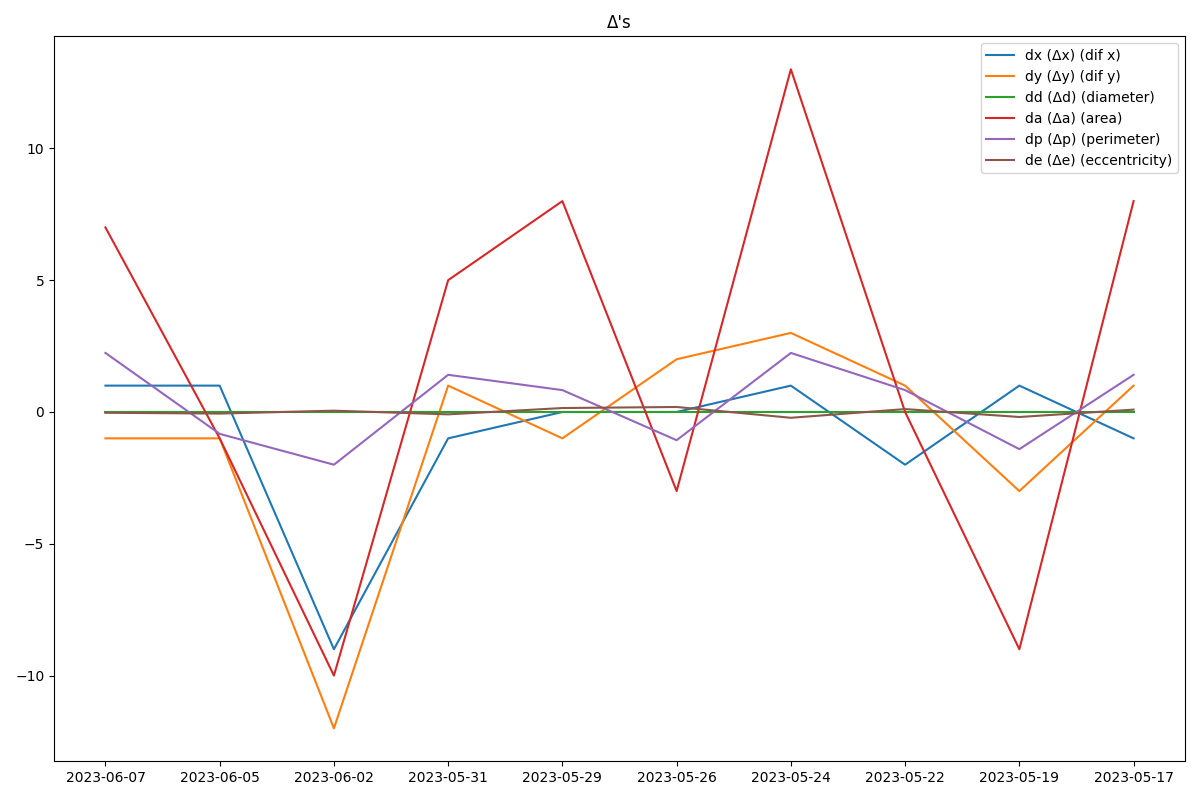 Δ's
dx (Δx) (dif x)
dy (Δy) (dif y)
dd (Δd) (diameter)
da (Δa) (area)
dp (Δp) (perimeter)
de (Δe) (eccentricity)
10
5
0
−5
−10
2023-06-07 2023-06-05 2023-06-02 2023-05-31 2023-05-29 2023-05-26 2023-05-24 2023-05-22 2023-05-19 2023-05-17